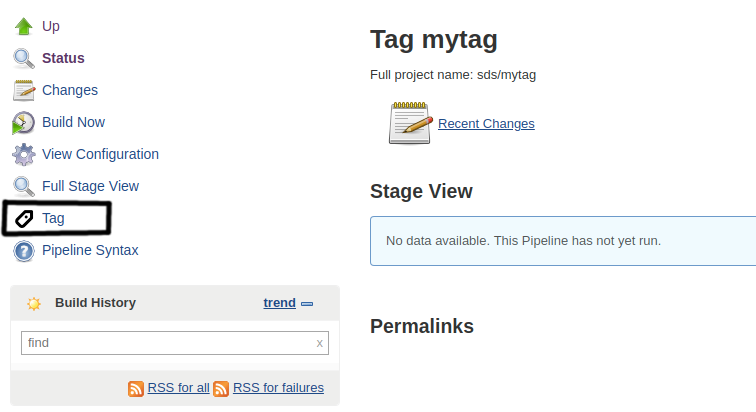 Up
Status
Changes
Build Now
View Configuration
Full Stage View
Tag
Pipeline Syntax
Build History
trend
find
x
RSS for all
RSS for failures
Tag mytag
Full project name: sds/mytag
Recent Changes
Stage View
No data available. This Pipeline has not yet run.
Permalinks